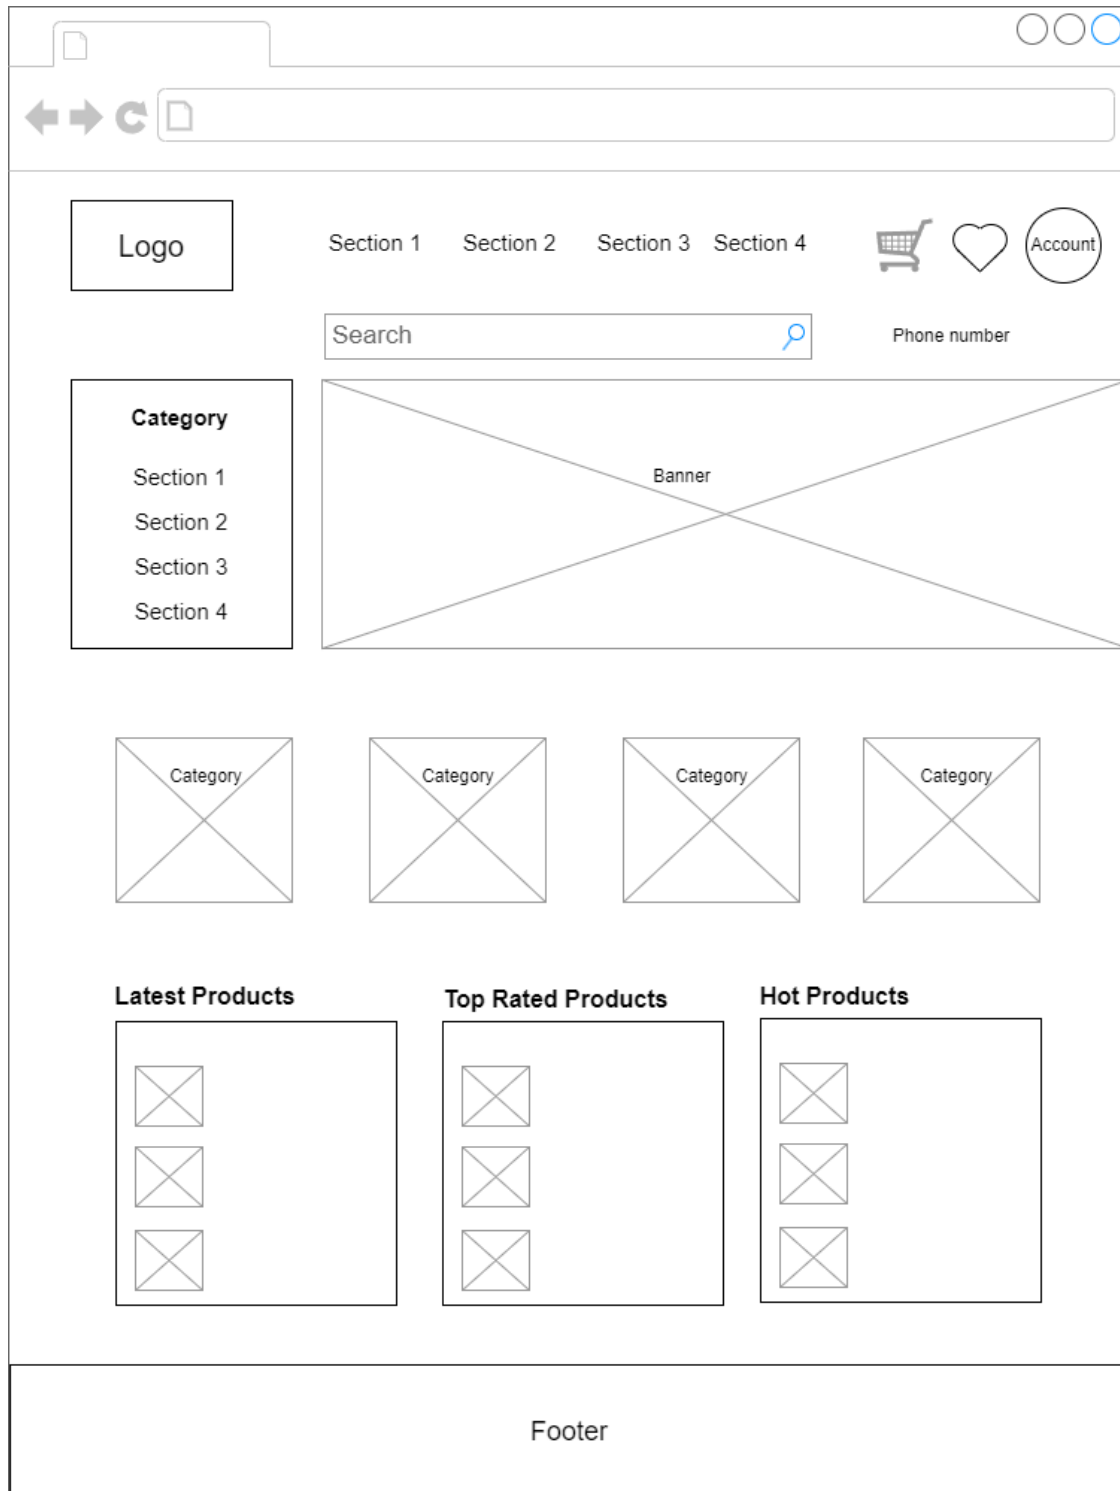 Logo
Section 1
Section 2
Section 3
Section 4
Account
Search
Phone number
Category
Section 1
Section 2
Section 3
Section 4
Banner
Category
Category
Category
Category
Latest Products
Top Rated Products
Hot Products
Footer